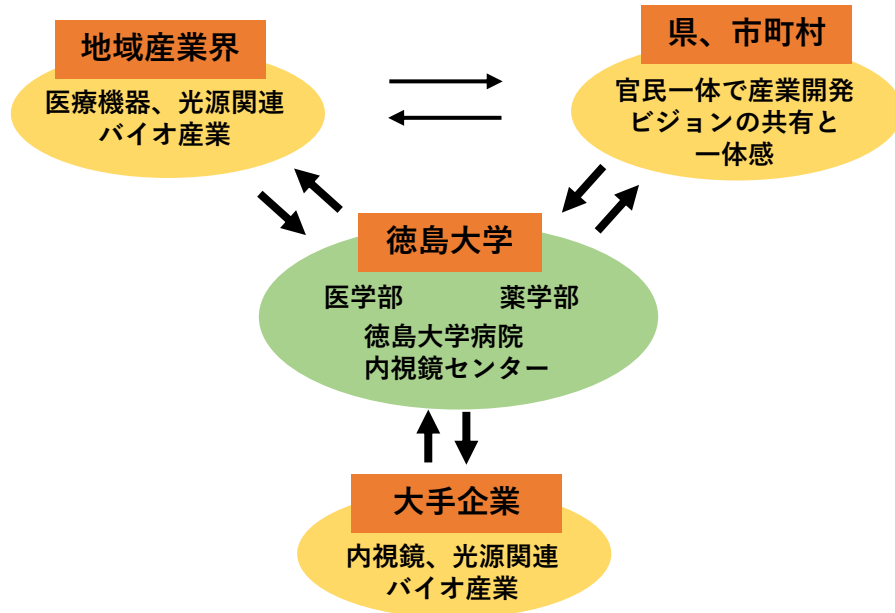 地域産業界
医療機器、光源関連
バイオ産業
県、市町村
官民一体で産業開発
ビジョンの共有と
一体感
徳島大学
医学部 薬学部
徳島大学病院
内視鏡センター
大手企業
内視鏡、光源関連
バイオ産業